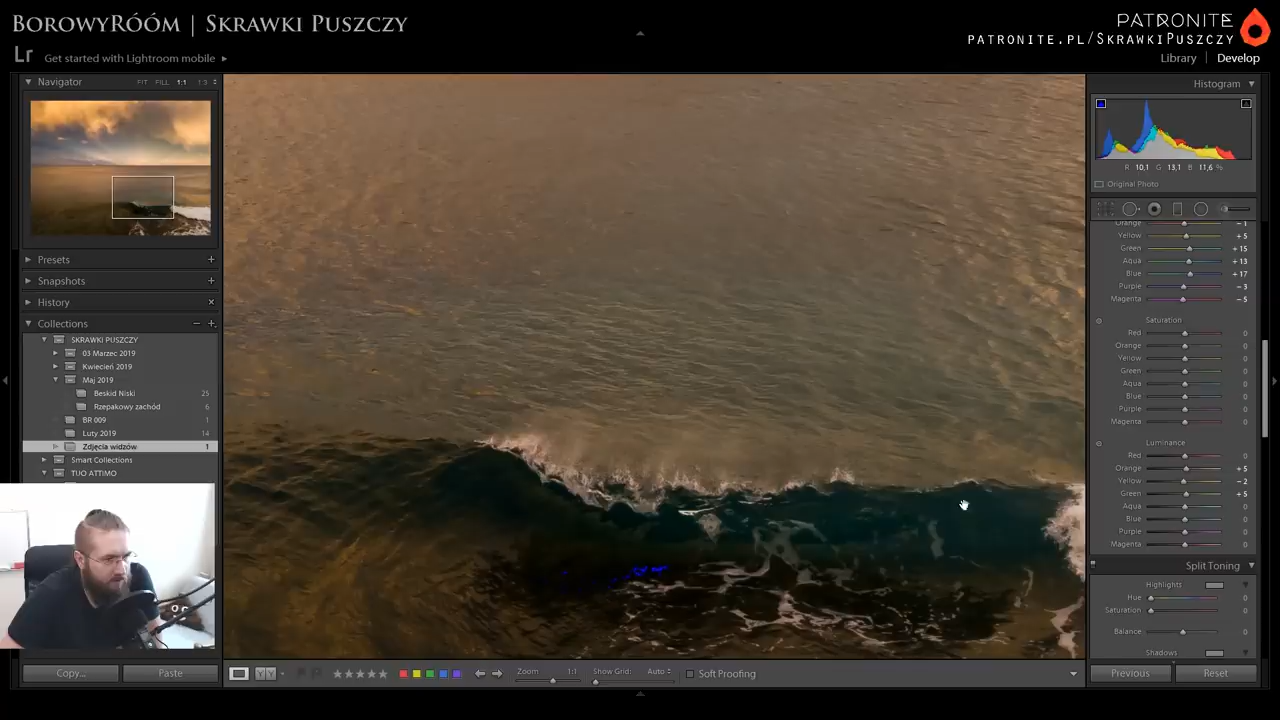 BorowyRóóm | Skrawki Puszczy
PATRONITE
PATRONITE.PL/SKRAWKIPUSZCZY
Lr Get started with Lightroom mobile
Library | Develop
Navigator FIT FILL 1:1 1:3
Histogram
R 10,1 G 13,1 B 11,6 %
Original Photo
Presets +
Snapshots +
History ×
Collections − +
SKRAWKI PUSZCZY
03 Marzec 2019
Kwiecień 2019
Maj 2019
Beskid Niski 25
Rzepakowy zachód 6
BR 009 1
Luty 2019 14
Zdjęcia widzów 1
Smart Collections
TUO ATTIMO
Orange − 1
Yellow + 5
Green + 15
Aqua + 13
Blue + 17
Purple − 3
Magenta − 5
Saturation
Red 0
Orange 0
Yellow 0
Green 0
Aqua 0
Blue 0
Purple 0
Magenta 0
Luminance
Red 0
Orange + 5
Yellow − 2
Green + 5
Aqua 0
Blue 0
Purple 0
Magenta 0
Split Toning
Highlights
Hue 0
Saturation 0
Balance 0
Shadows
Copy... Paste
YY Zoom 1:1 Show Grid: Auto Soft Proofing
Previous Reset